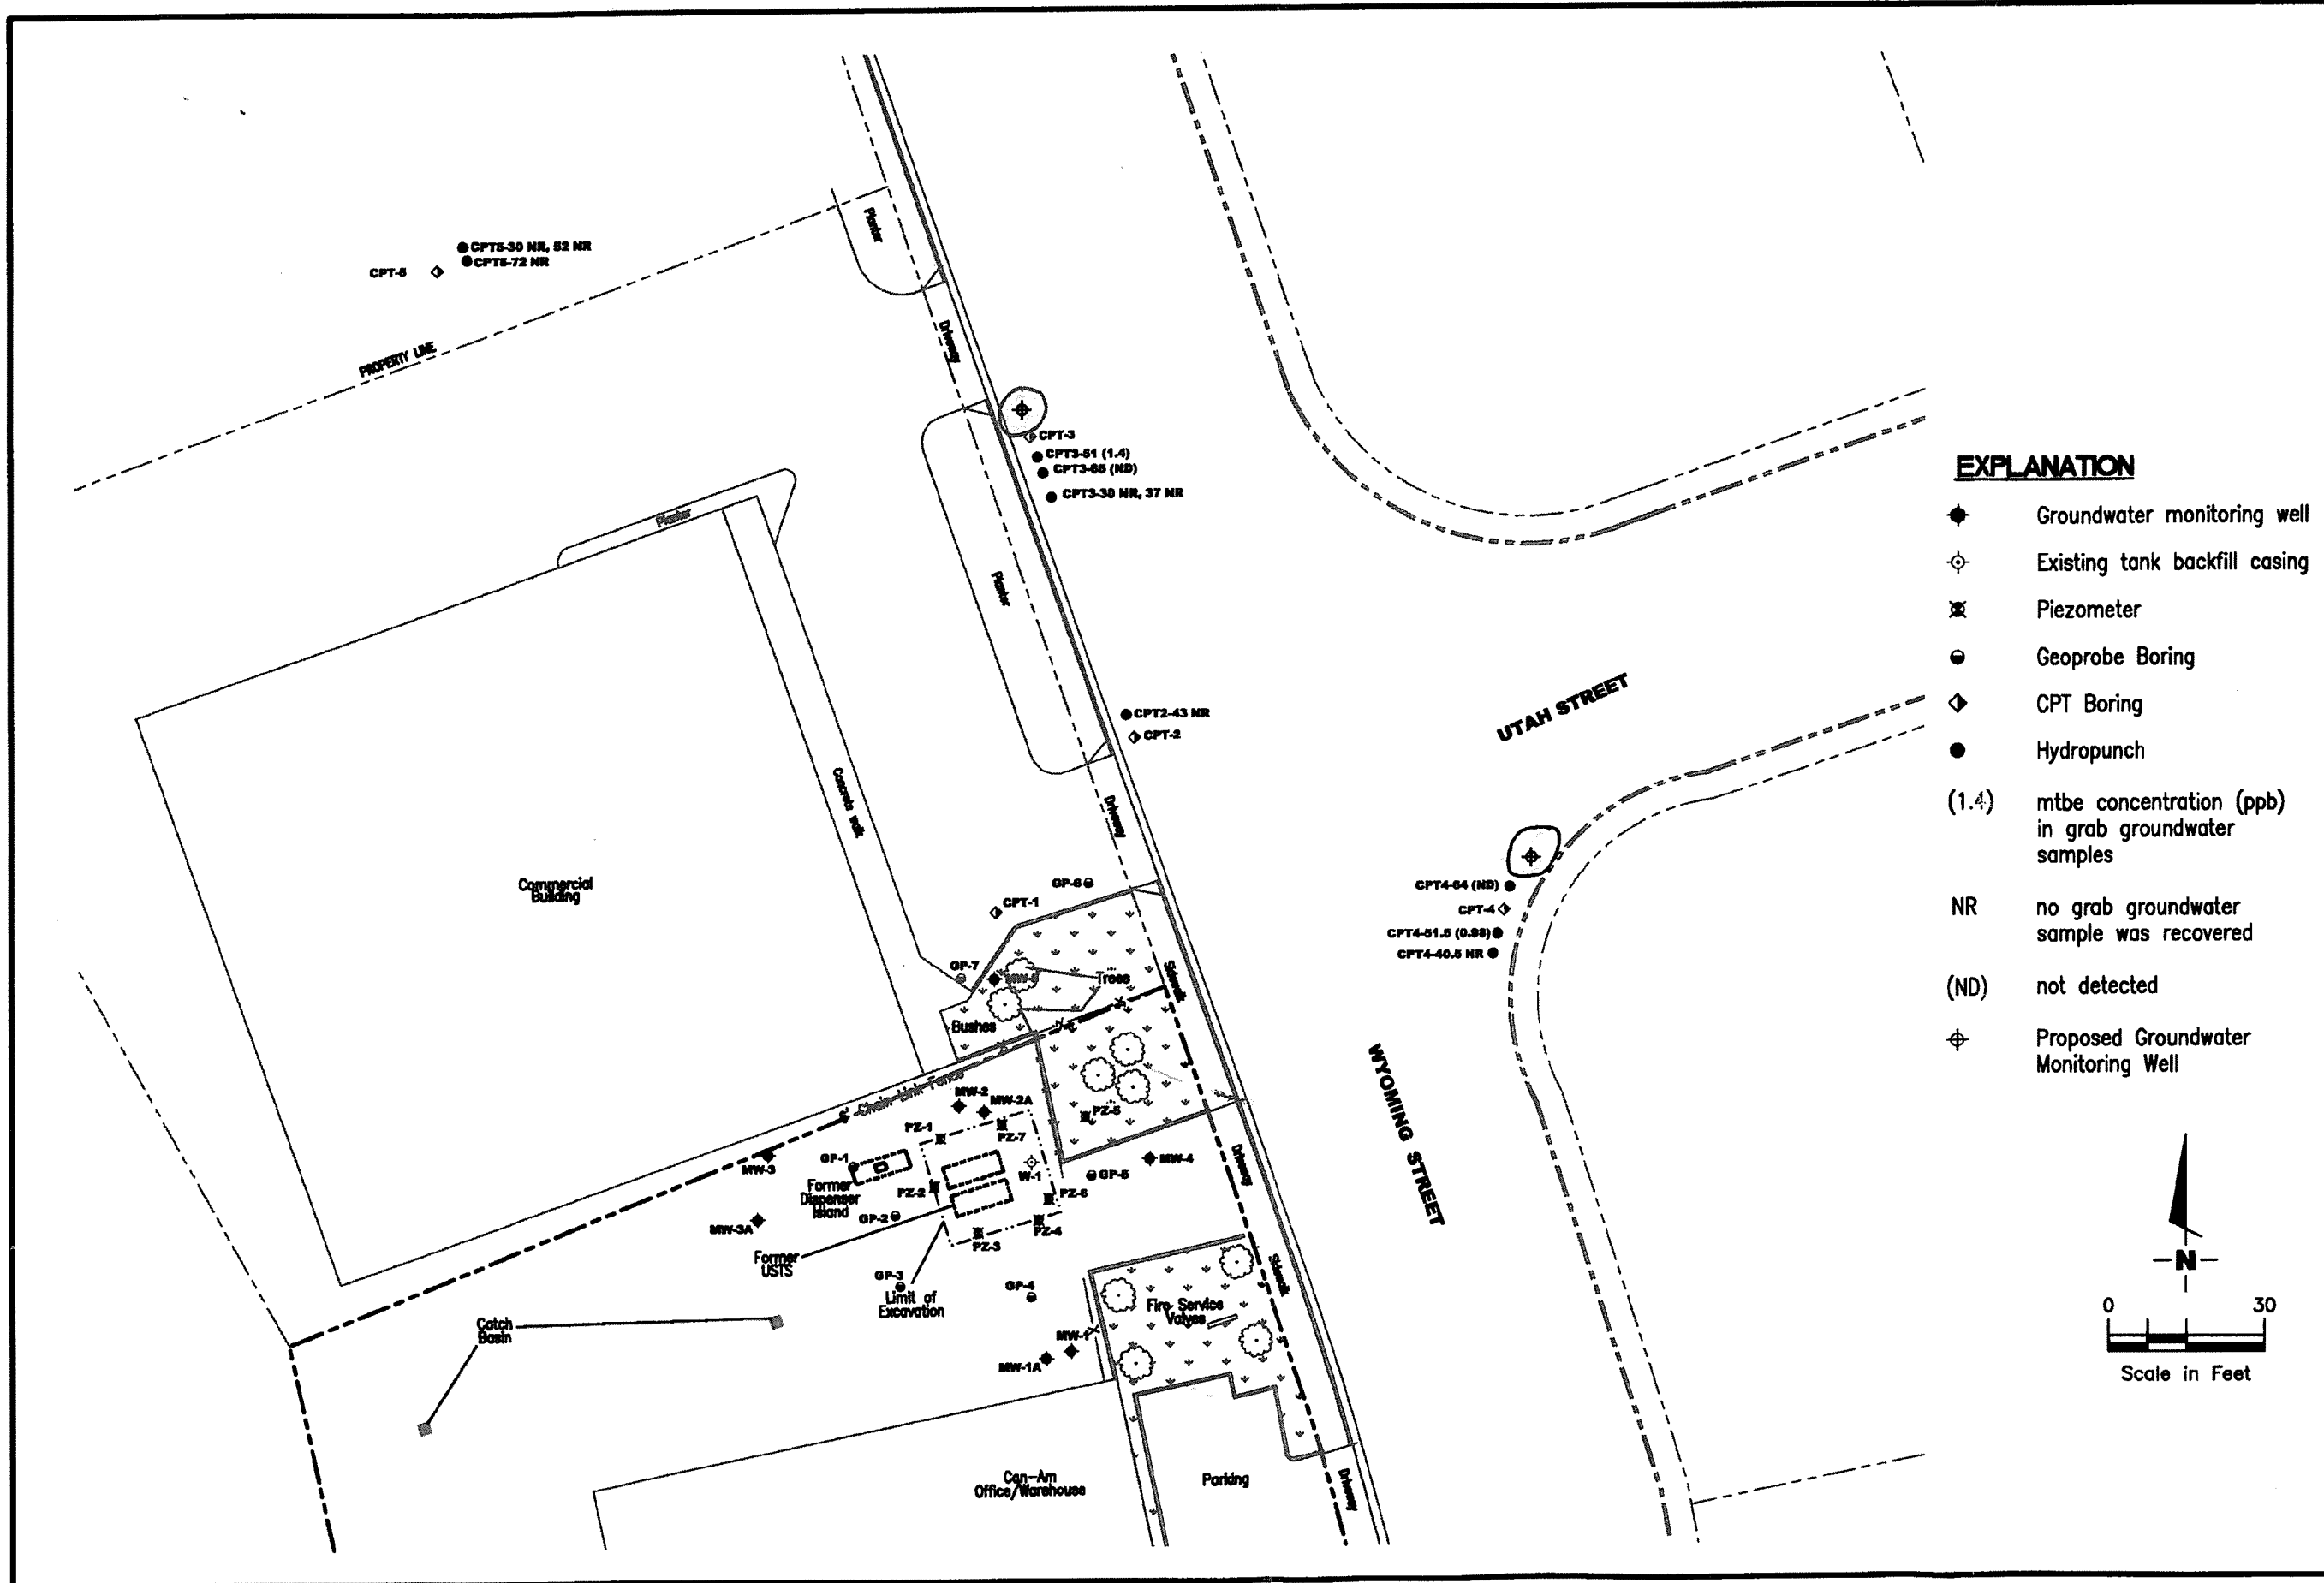 Planter
CPT5-30 NR, 52 NR
CPT5-72 NR
CPT-5
PROPERTY LINE
Driveway
CPT-3
CPT3-51 (1.4)
CPT3-65 (ND)
CPT3-30 NR, 37 NR
Planter
Planter
CPT2-43 NR
CPT-2
UTAH STREET
Concrete walk
Driveway
Commercial
Building
GP-6
CPT-1
CPT4-54 (ND)
CPT-4
CPT4-51.5 (0.98)
CPT4-40.5 NR
GP-7
MW-5
Trees
Sidewalk
Bushes
6' Chain-Link Fence
WYOMING STREET
MW-2
MW-2A
PZ-1
PZ-7
PZ-5
MW-3
GP-1
W-1
GP-5
MW-4
Driveway
Former
Dispenser
Island
PZ-2
PZ-6
GP-2
MW-3A
PZ-3
PZ-4
Former
USTS
GP-3
Limit of
Excavation
GP-4
Sidewalk
Fire Service
Valves
Catch
Basin
MW-1
MW-1A
Can-Am
Office/Warehouse
Parking
Driveway
EXPLANATION
Groundwater monitoring well
Existing tank backfill casing
Piezometer
Geoprobe Boring
CPT Boring
Hydropunch
(1.4) mtbe concentration (ppb)
in grab groundwater
samples
NR no grab groundwater
sample was recovered
(ND) not detected
Proposed Groundwater
Monitoring Well
N
0 30
Scale in Feet